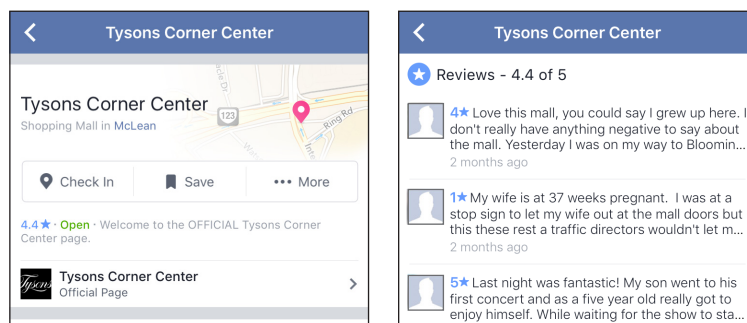 Tysons Corner Center
Tysons Corner Center
Shopping Mall in McLean
acle Dr
123
Ring Rd
Inte
Check In
Save
••• More
4.4★ · Open · Welcome to the OFFICIAL Tysons Corner
Center page.
Tysons
Tysons Corner Center
Official Page
Tysons Corner Center
Reviews - 4.4 of 5
4★ Love this mall, you could say I grew up here. I
don't really have anything negative to say about
the mall. Yesterday I was on my way to Bloomin...
2 months ago
1★ My wife is at 37 weeks pregnant. I was at a
stop sign to let my wife out at the mall doors but
this these rest a traffic directors wouldn't let m...
2 months ago
5★ Last night was fantastic! My son went to his
first concert and as a five year old really got to
enjoy himself. While waiting for the show to sta...